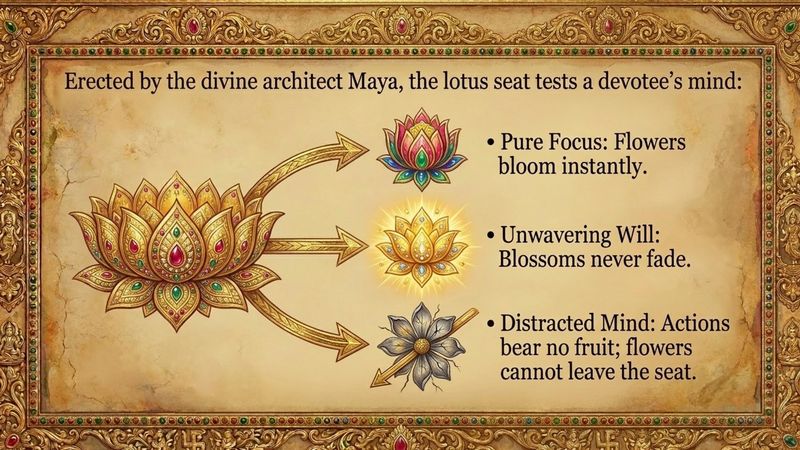 Erected by the divine architect Maya, the lotus seat tests a devotee’s mind:
• Pure Focus: Flowers
bloom instantly.
• Unwavering Will:
Blossoms never fade.
• Distracted Mind: Actions
bear no fruit; flowers
cannot leave the seat.